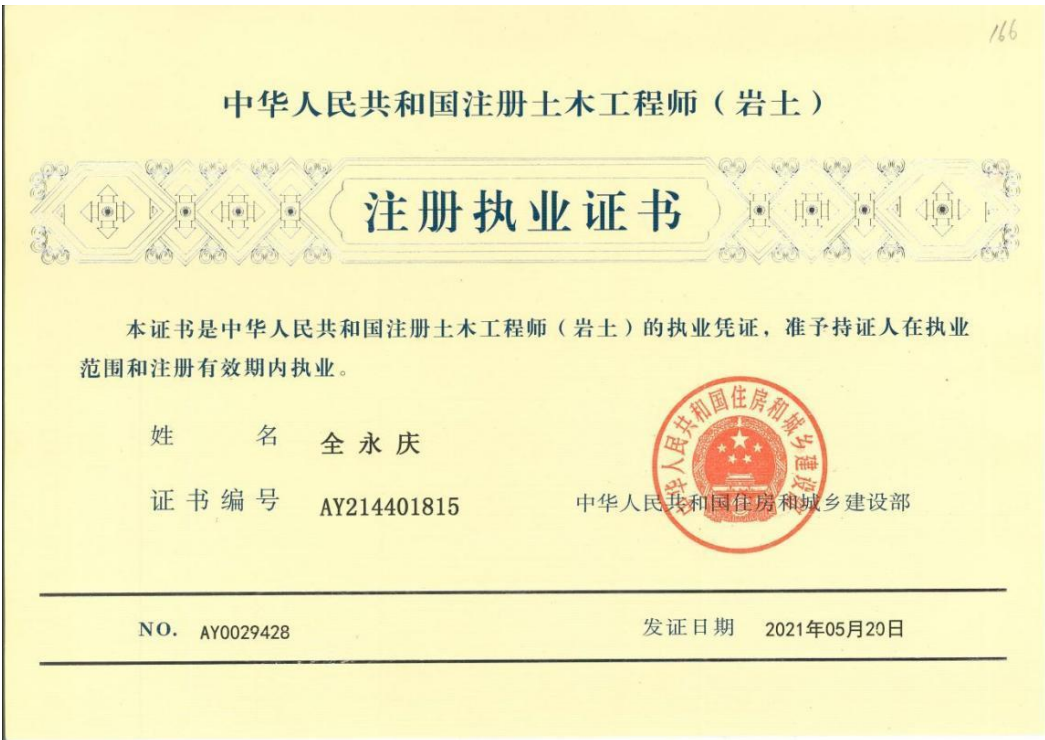 166
中华人民共和国注册土木工程师（岩土）
注册执业证书
本证书是中华人民共和国注册土木工程师（岩土）的执业凭证，准予持证人在执业
范围和注册有效期内执业。
姓名 全永庆
证书编号 AY214401815
中华人民共和国住房和城乡建设部
中华人民共和国住房和城乡建设部
NO. AY0029428
发证日期 2021年05月20日